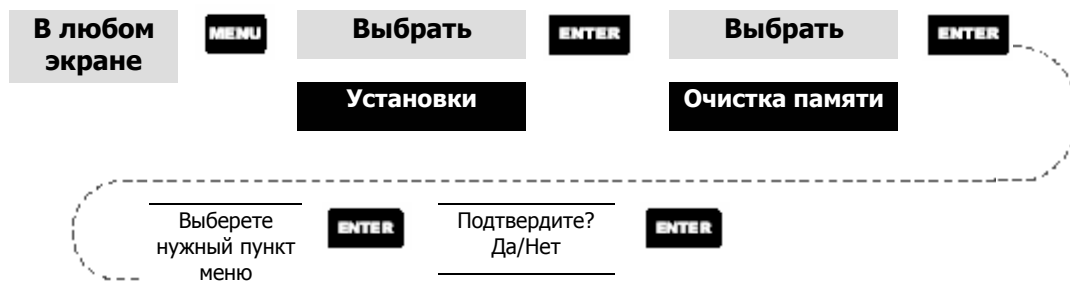 В любом
экране
MENU
Выбрать
ENTER
Выбрать
ENTER
Установки
Очистка памяти
Выберете
нужный пункт
меню
ENTER
Подтвердите?
Да/Нет
ENTER